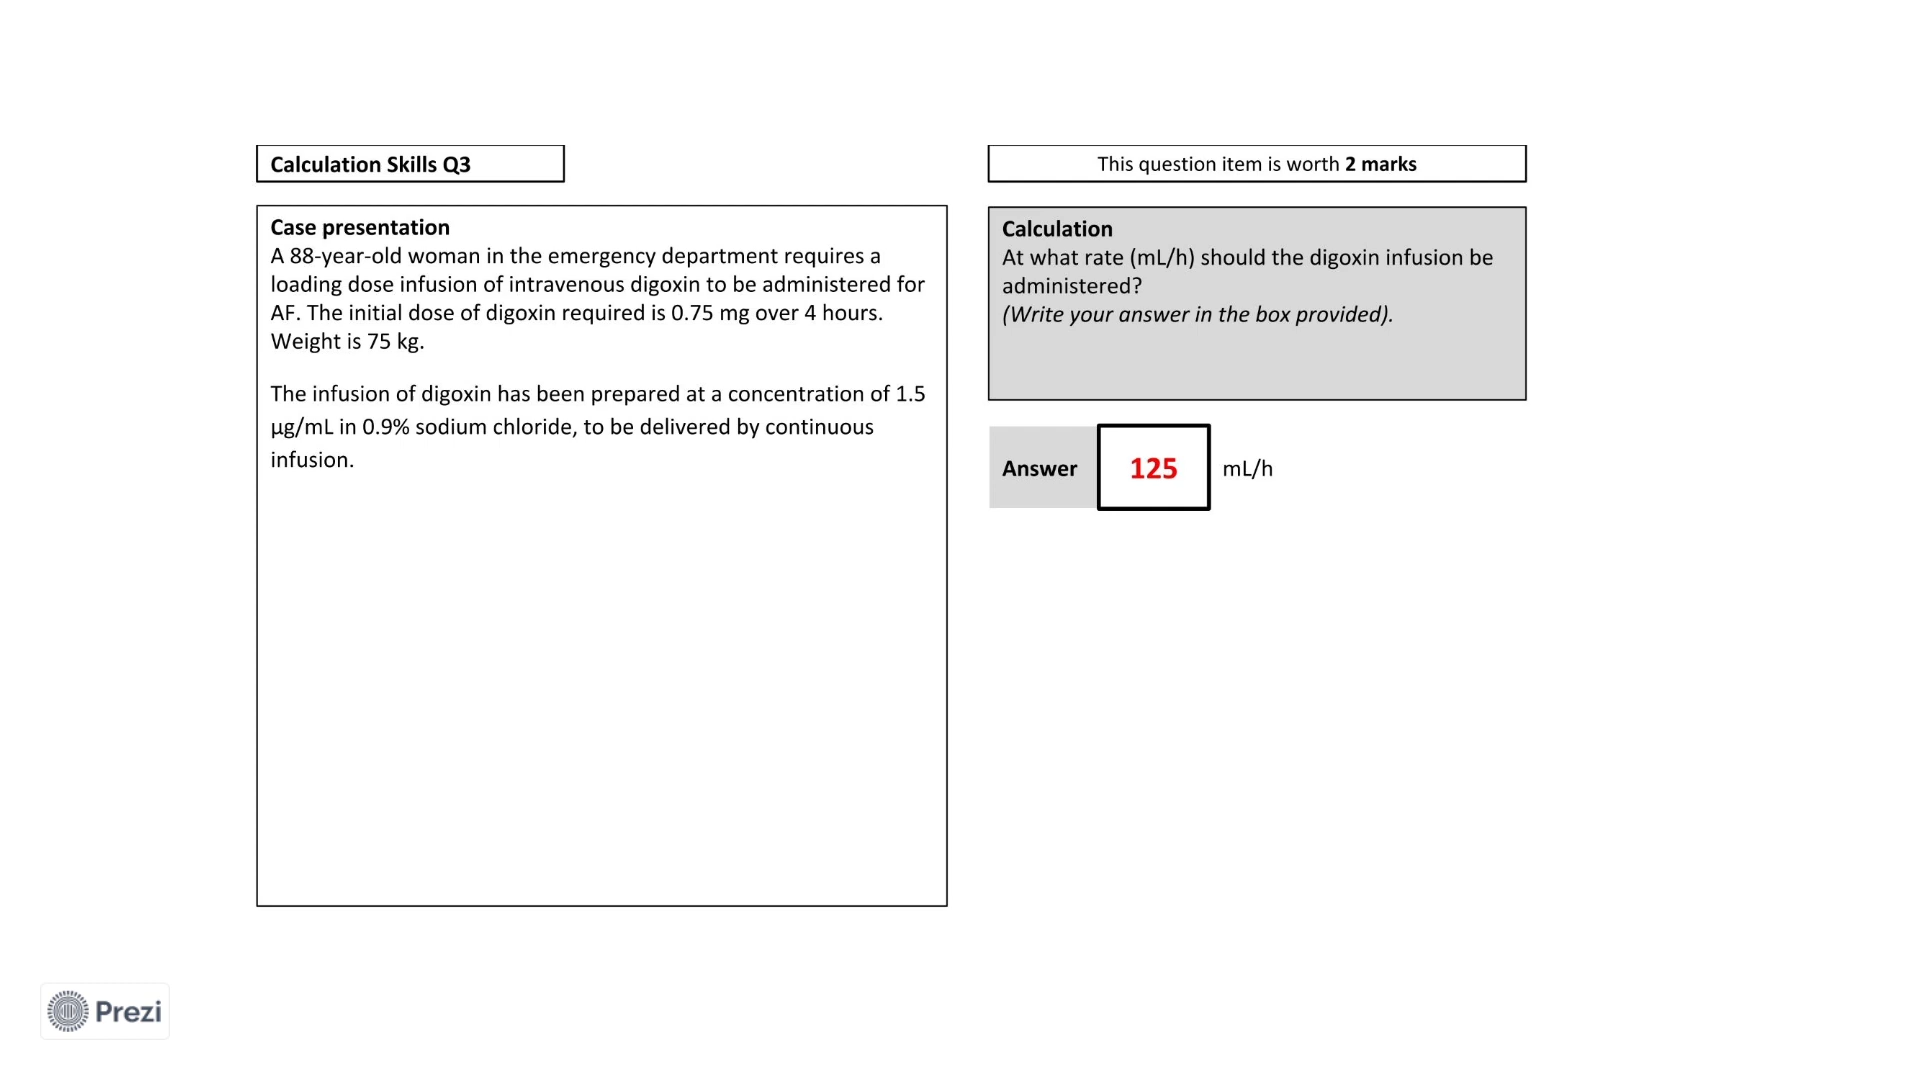 Calculation Skills Q3
This question item is worth 2 marks
Case presentation
A 88-year-old woman in the emergency department requires a
loading dose infusion of intravenous digoxin to be administered for
AF. The initial dose of digoxin required is 0.75 mg over 4 hours.
Weight is 75 kg.
The infusion of digoxin has been prepared at a concentration of 1.5
µg/mL in 0.9% sodium chloride, to be delivered by continuous
infusion.
Calculation
At what rate (mL/h) should the digoxin infusion be
administered?
(Write your answer in the box provided).
Answer 125 mL/h
Prezi